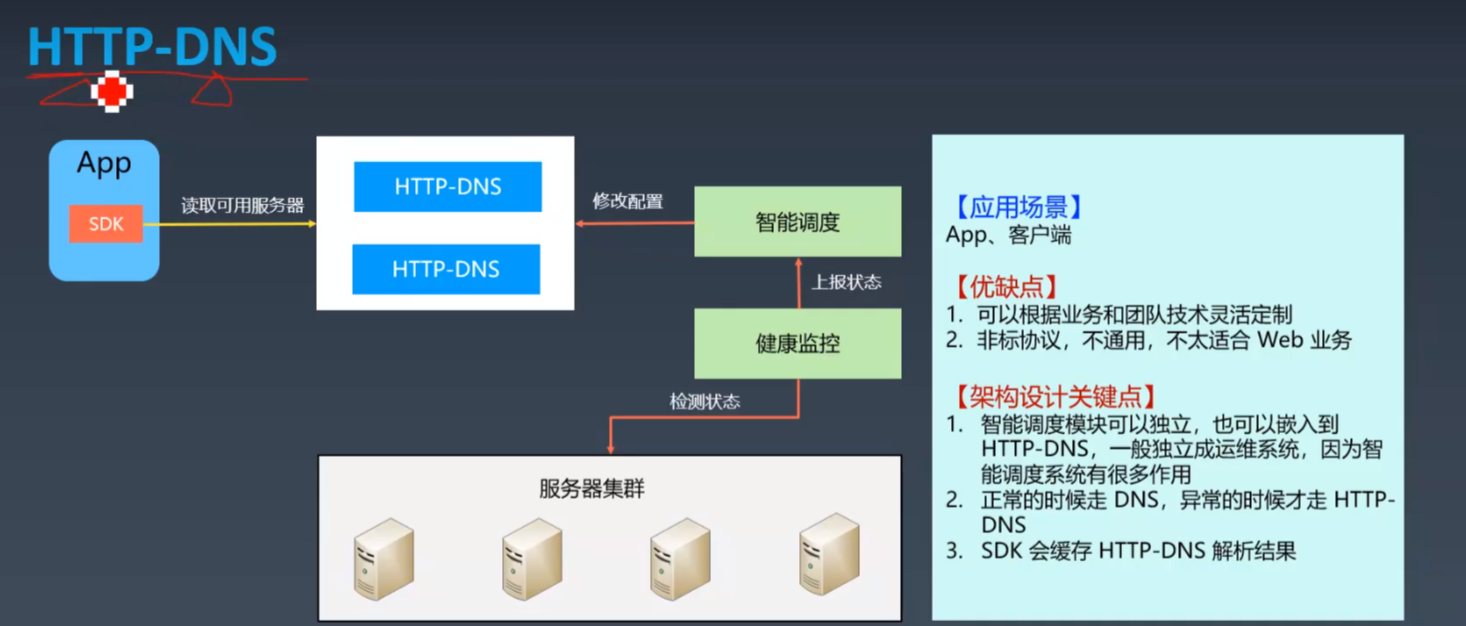 HTTP-DNS
App
SDK
读取可用服务器
HTTP-DNS
HTTP-DNS
修改配置
智能调度
上报状态
健康监控
检测状态
服务器集群
【应用场景】
App、客户端
【优缺点】
1. 可以根据业务和团队技术灵活定制
2. 非标协议，不通用，不太适合 Web 业务
【架构设计关键点】
1. 智能调度模块可以独立，也可以嵌入到
HTTP-DNS，一般独立成运维系统，因为智
能调度系统有很多作用
2. 正常的时候走 DNS，异常的时候才走 HTTP-
DNS
3. SDK 会缓存 HTTP-DNS 解析结果